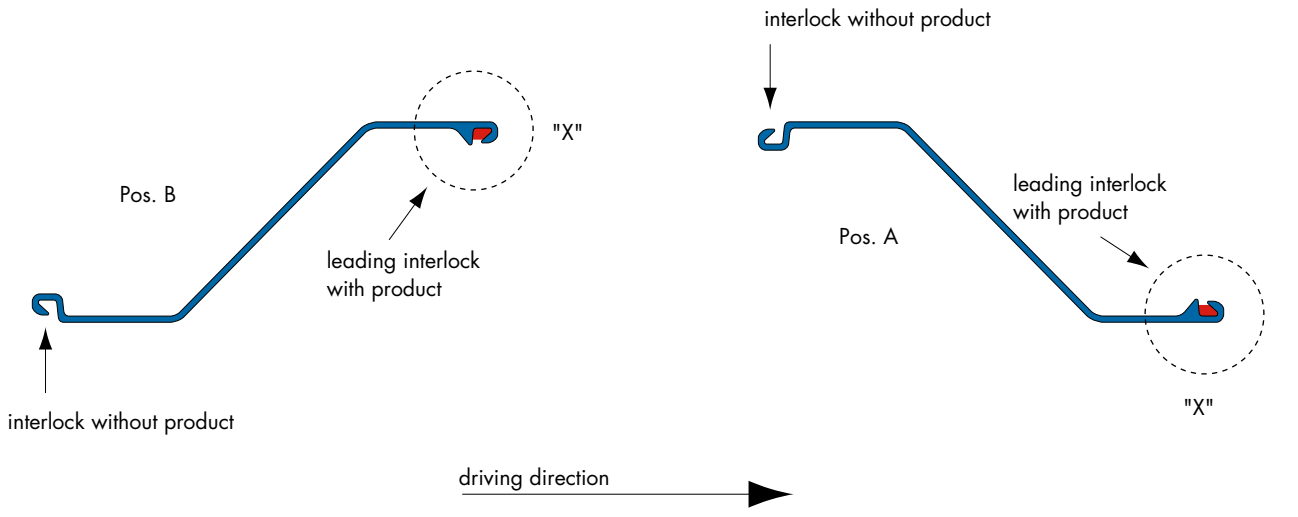 interlock without product
"X"
Pos. B
leading interlock
with product
interlock without product
leading interlock
with product
Pos. A
"X"
driving direction